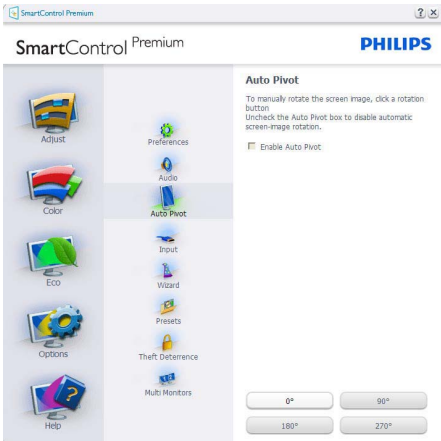 SmartControl Premium
SmartControl Premium
PHILIPS
Adjust
Color
Eco
Options
Help
Preferences
Audio
Auto Pivot
Input
Wizard
Presets
Theft Deterrence
Multi Monitors
Auto Pivot
To manually rotate the screen image, click a rotation
button
Uncheck the Auto Pivot box to disable automatic
screen-image rotation.
Enable Auto Pivot
0°
90°
180°
270°